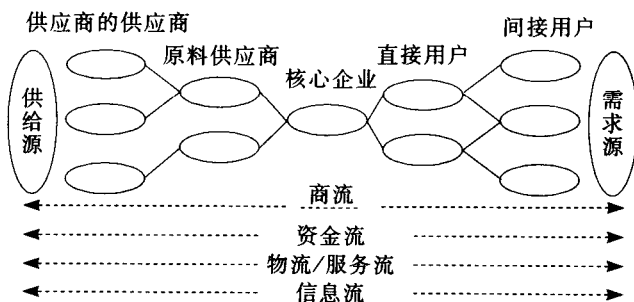 供应商的供应商
原料供应商
核心企业
直接用户
间接用户
供给源
需求源
商流
资金流
物流/服务流
信息流